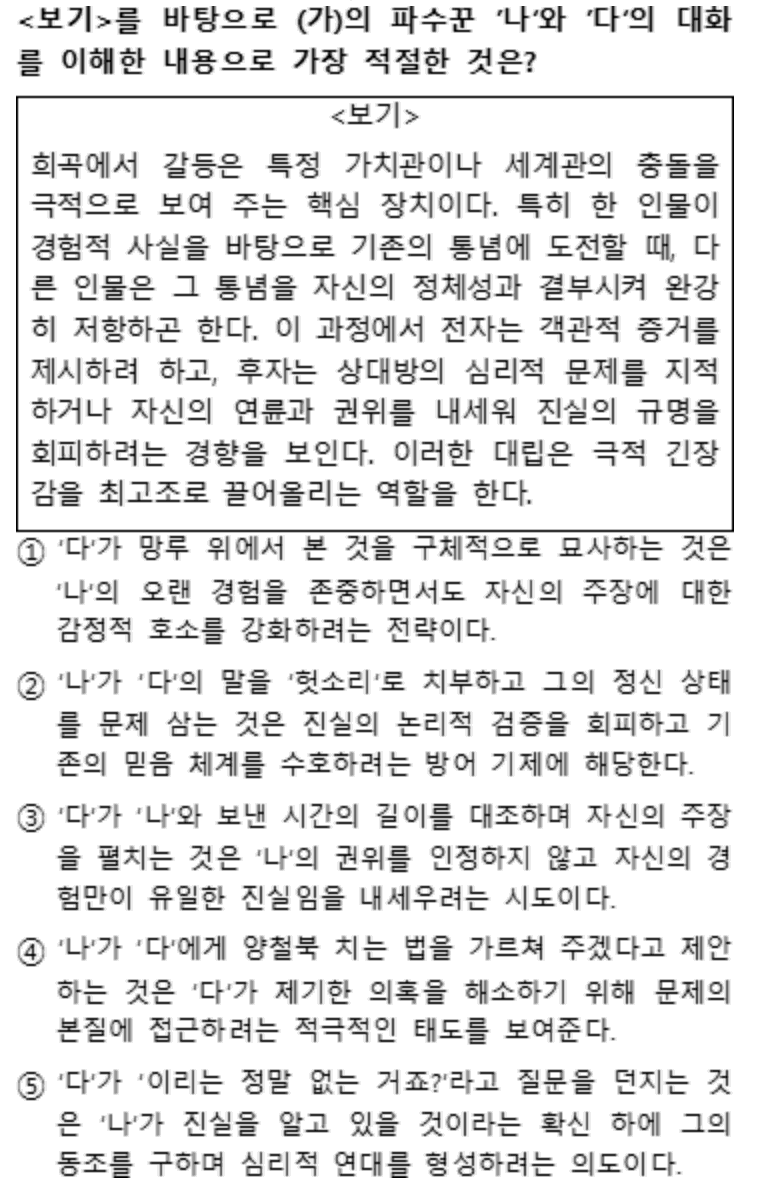 <보기>를 바탕으로 (가)의 파수꾼 '나'와 '다'의 대화
를 이해한 내용으로 가장 적절한 것은?
<보기>
희곡에서 갈등은 특정 가치관이나 세계관의 충돌을
극적으로 보여 주는 핵심 장치이다. 특히 한 인물이
경험적 사실을 바탕으로 기존의 통념에 도전할 때, 다
른 인물은 그 통념을 자신의 정체성과 결부시켜 완강
히 저항하곤 한다. 이 과정에서 전자는 객관적 증거를
제시하려 하고, 후자는 상대방의 심리적 문제를 지적
하거나 자신의 연륜과 권위를 내세워 진실의 규명을
회피하려는 경향을 보인다. 이러한 대립은 극적 긴장
감을 최고조로 끌어올리는 역할을 한다.
① '다'가 망루 위에서 본 것을 구체적으로 묘사하는 것은
'나'의 오랜 경험을 존중하면서도 자신의 주장에 대한
감정적 호소를 강화하려는 전략이다.
② '나'가 '다'의 말을 '헛소리'로 치부하고 그의 정신 상태
를 문제 삼는 것은 진실의 논리적 검증을 회피하고 기
존의 믿음 체계를 수호하려는 방어 기제에 해당한다.
③ '다'가 '나'와 보낸 시간의 길이를 대조하며 자신의 주장
을 펼치는 것은 '나'의 권위를 인정하지 않고 자신의 경
험만이 유일한 진실임을 내세우려는 시도이다.
④ '나'가 '다'에게 양철북 치는 법을 가르쳐 주겠다고 제안
하는 것은 '다'가 제기한 의혹을 해소하기 위해 문제의
본질에 접근하려는 적극적인 태도를 보여준다.
⑤ '다'가 '이리는 정말 없는 거죠?'라고 질문을 던지는 것
은 '나'가 진실을 알고 있을 것이라는 확신 하에 그의
동조를 구하며 심리적 연대를 형성하려는 의도이다.